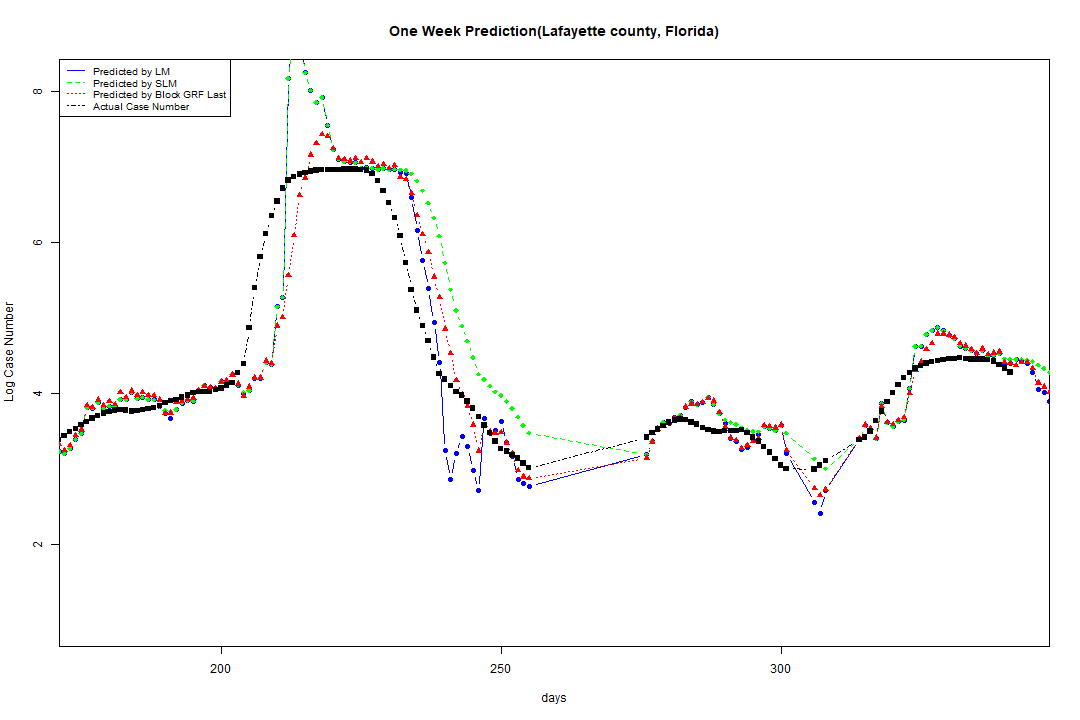 One Week Prediction(Lafayette county, Florida)
Predicted by LM
Predicted by SLM
Predicted by Block GRF Last
Actual Case Number
8
6
4
2
Log Case Number
200 250 300
days